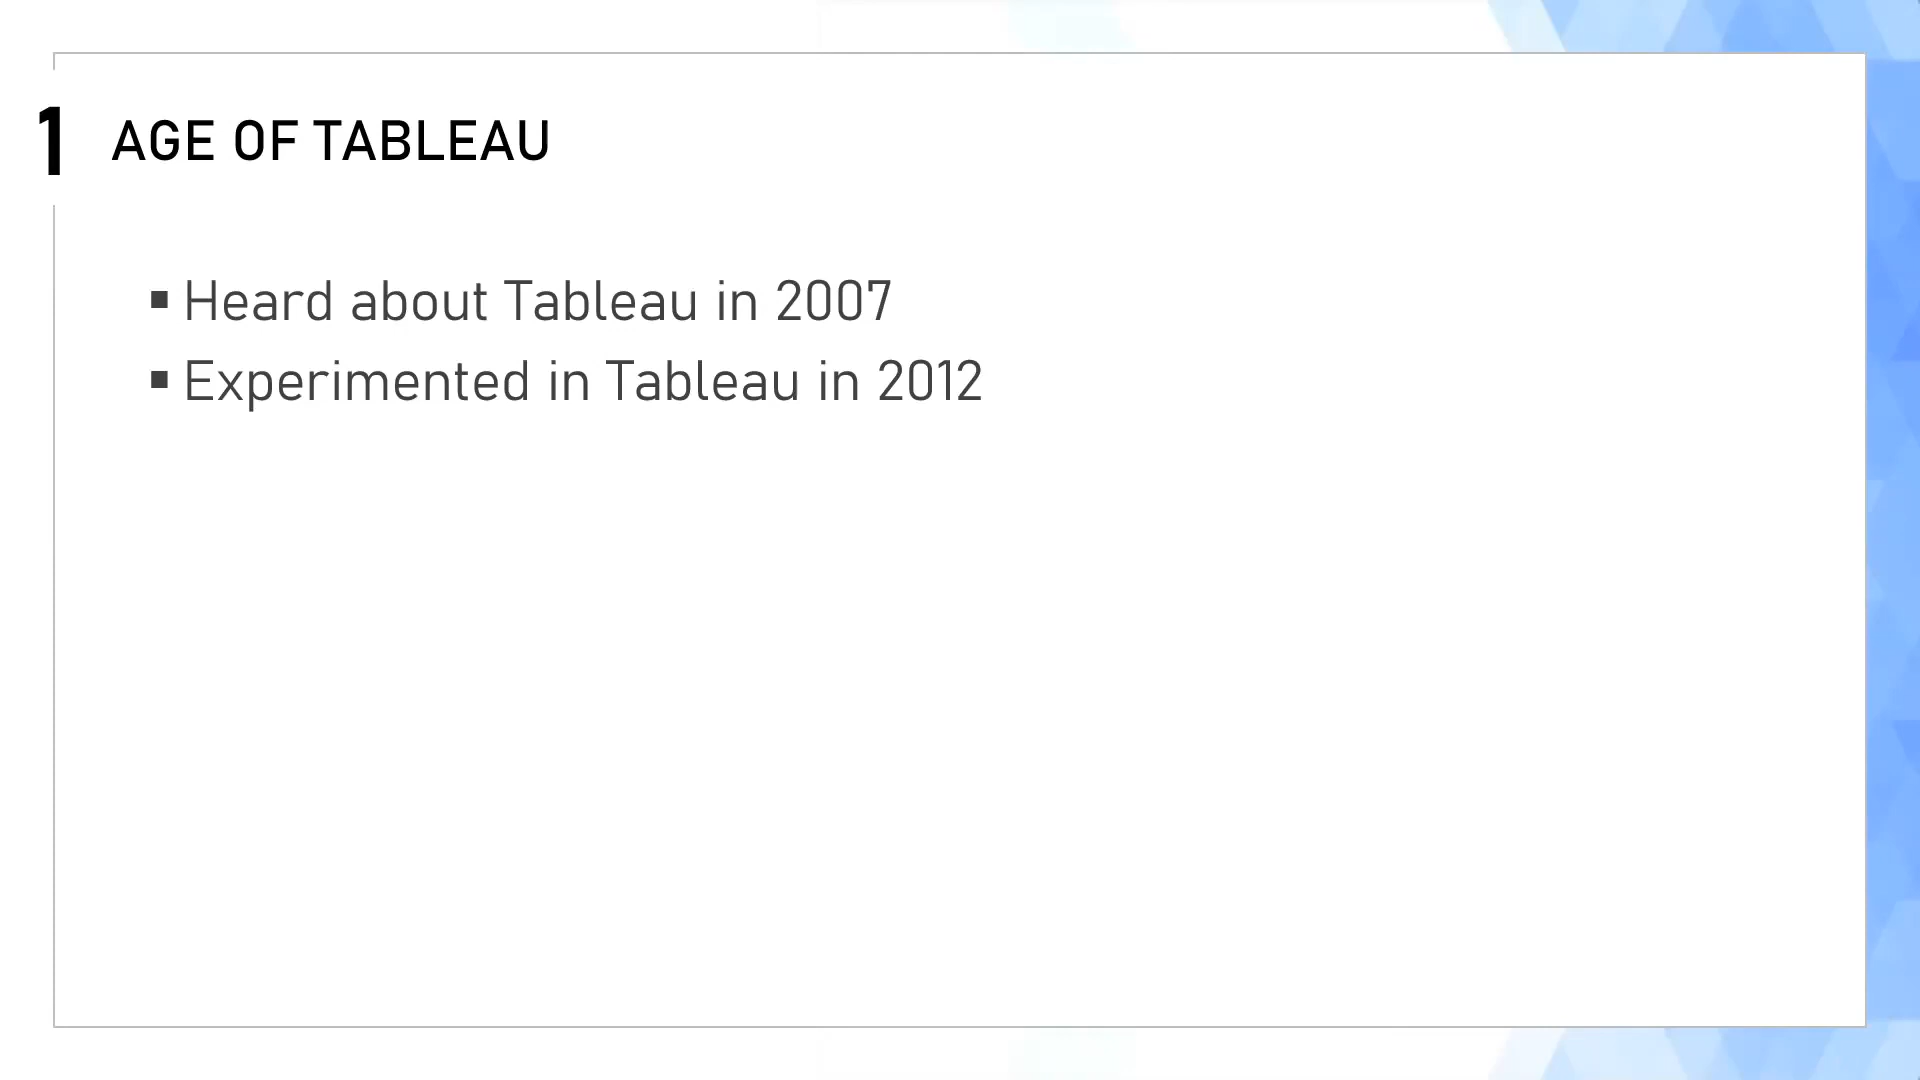 1 AGE OF TABLEAU
▪ Heard about Tableau in 2007
▪ Experimented in Tableau in 2012